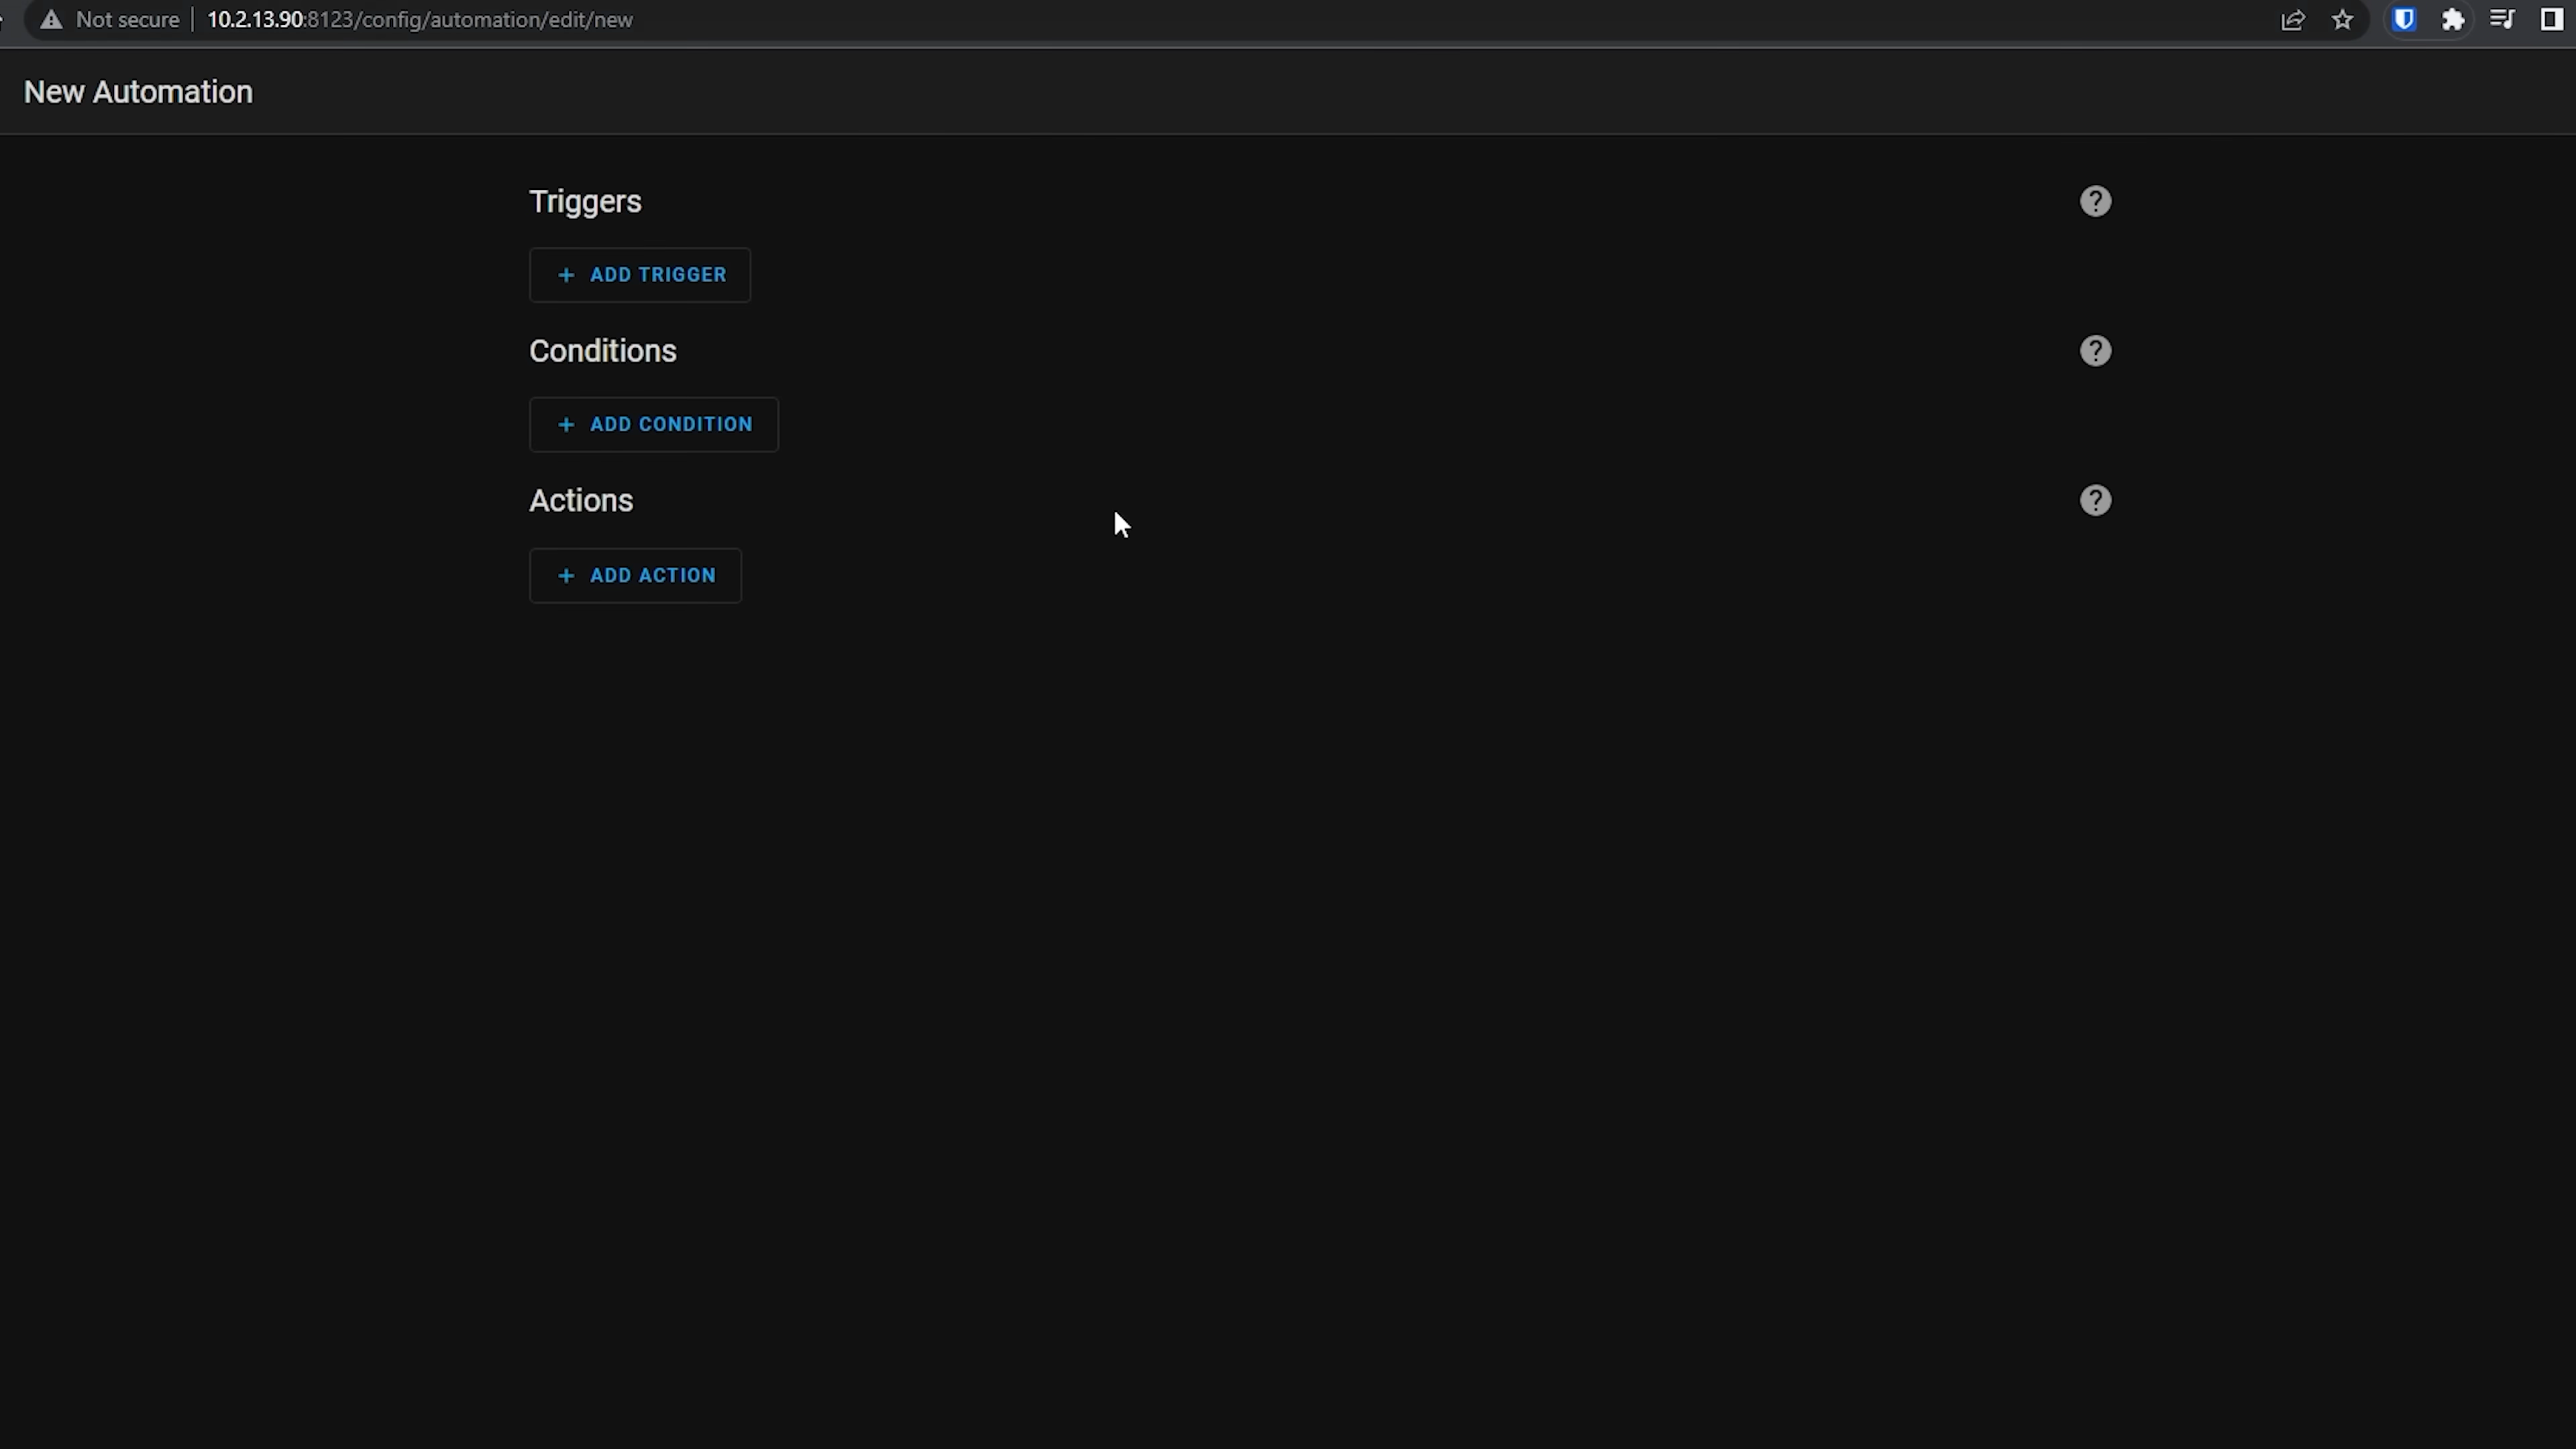 Not secure 10.2.13.90:8123/config/automation/edit/new
New Automation
Triggers
+ ADD TRIGGER
Conditions
+ ADD CONDITION
Actions
+ ADD ACTION